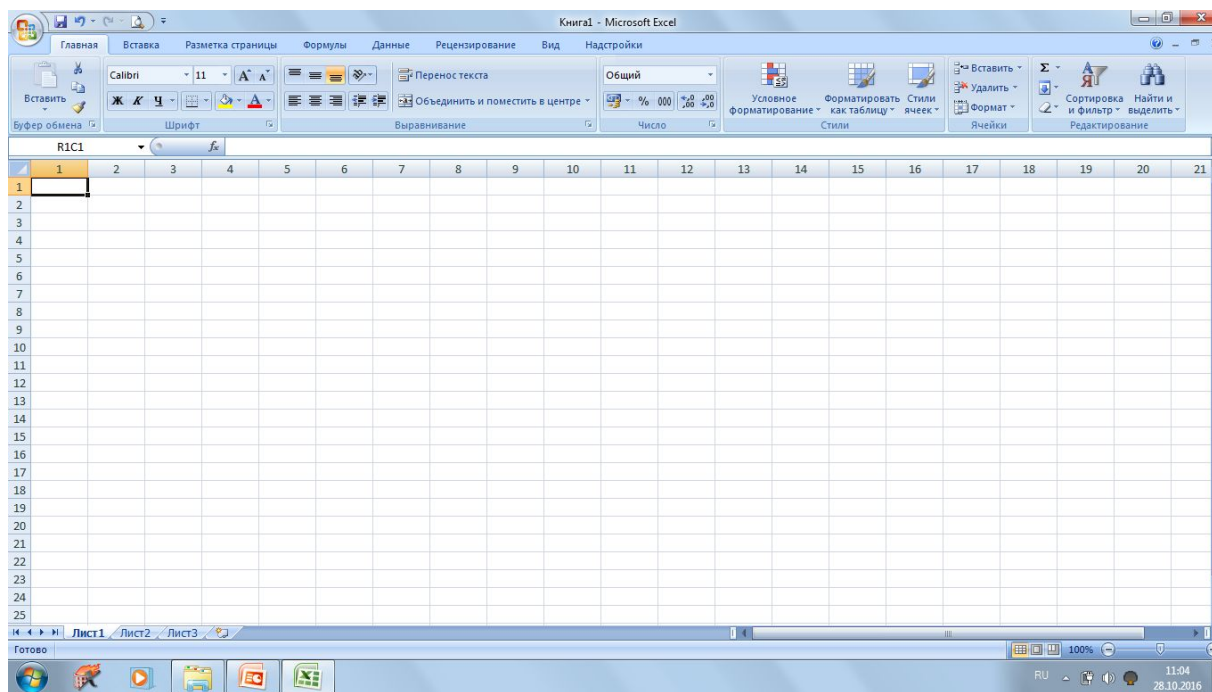 Книга1 - Microsoft Excel
Главная Вставка Разметка страницы Формулы Данные Рецензирование Вид Надстройки
Вставить
Буфер обмена
Calibri 11
Ж К Ч
Шрифт
Перенос текста
Объединить и поместить в центре
Выравнивание
Общий
% 000 ,00 ,00
Число
Условное форматирование
Форматировать как таблицу
Стили ячеек
Стили
Вставить
Удалить
Формат
Ячейки
Σ
Сортировка и фильтр
Найти и выделить
Редактирование
R1C1 fx
1 2 3 4 5 6 7 8 9 10 11 12 13 14 15 16 17 18 19 20 21
1
2
3
4
5
6
7
8
9
10
11
12
13
14
15
16
17
18
19
20
21
22
23
24
25
Лист1 Лист2 Лист3
Готово 100%
RU 11:04
28.10.2016